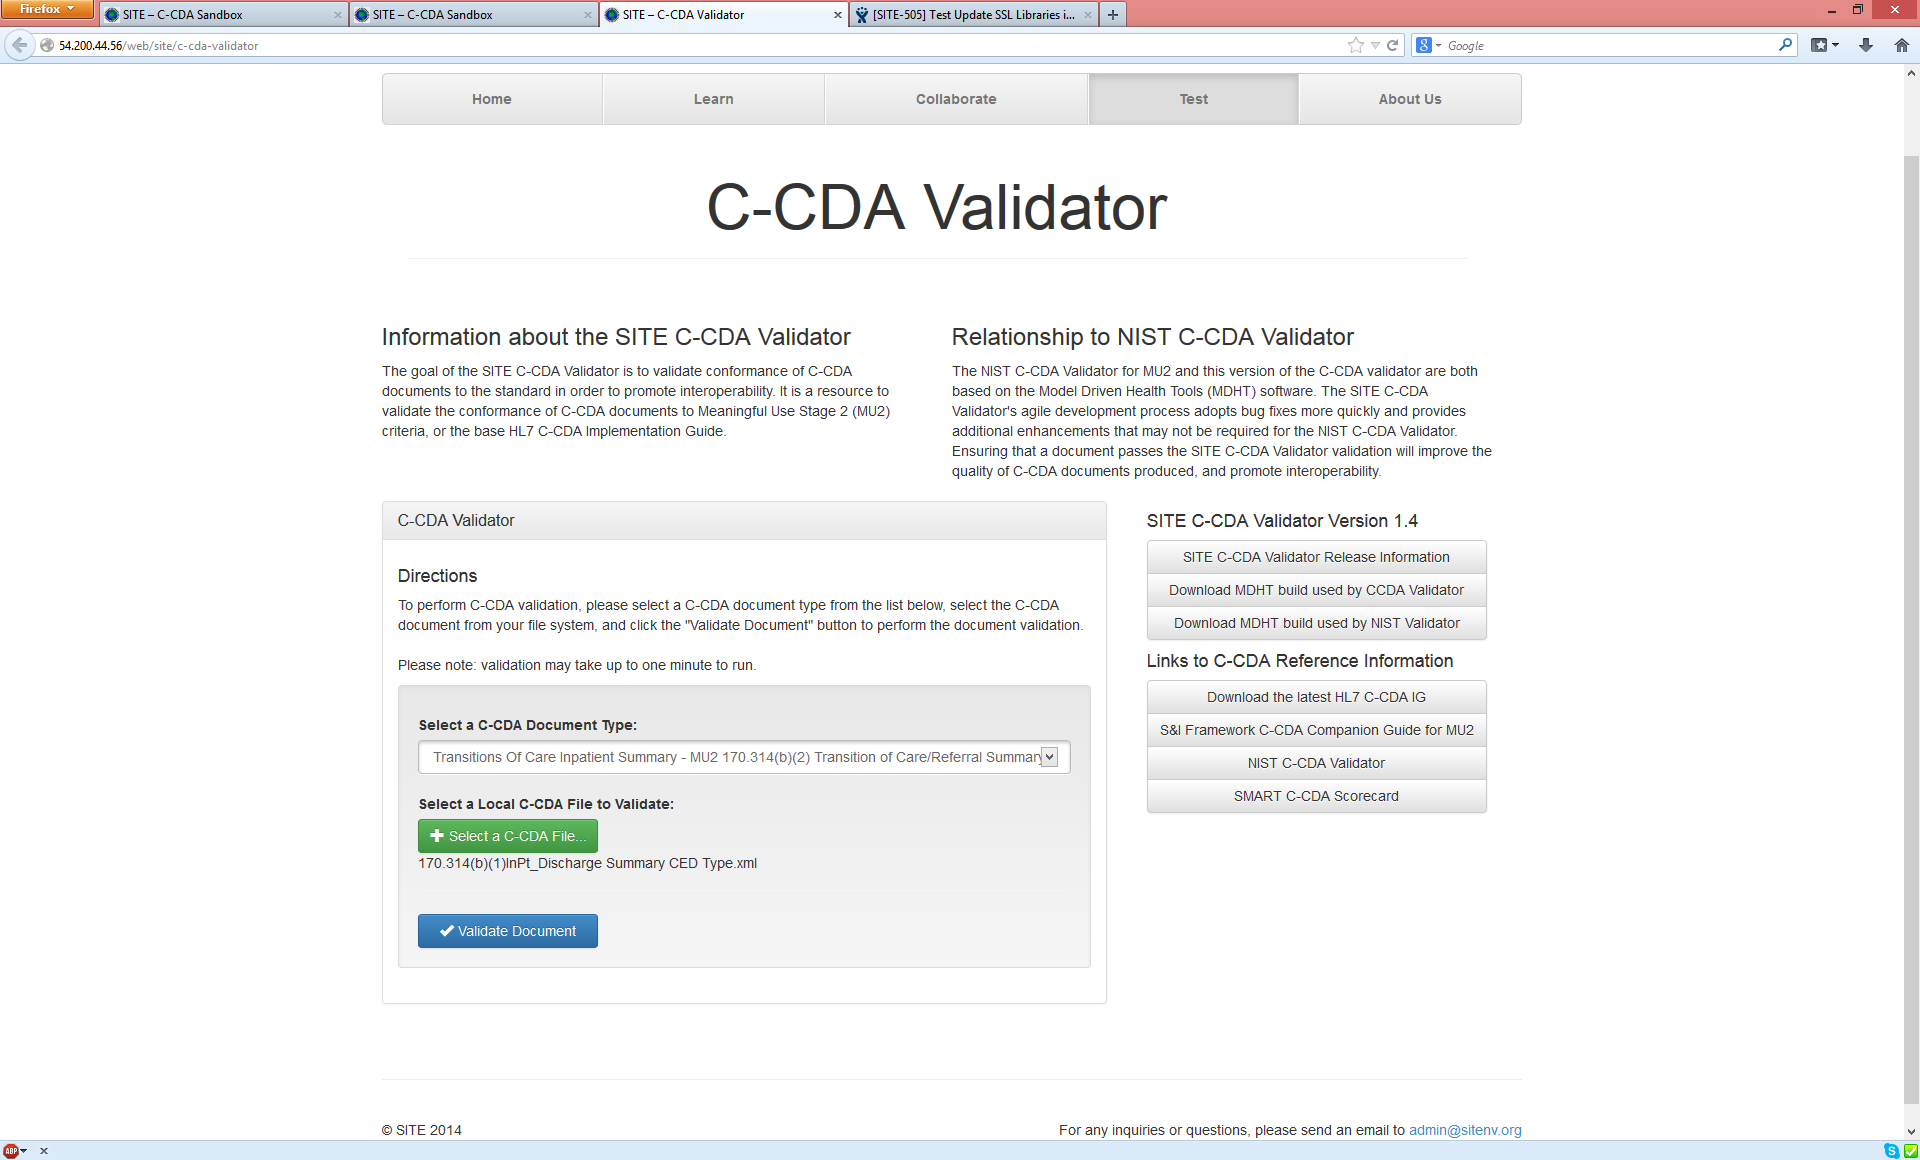 Firefox
SITE – C-CDA Sandbox
SITE – C-CDA Sandbox
SITE – C-CDA Validator
[SITE-505] Test Update SSL Libraries i...
54.200.44.56/web/site/c-cda-validator
Google
Home
Learn
Collaborate
Test
About Us
C-CDA Validator
Information about the SITE C-CDA Validator
The goal of the SITE C-CDA Validator is to validate conformance of C-CDA
documents to the standard in order to promote interoperability. It is a resource to
validate the conformance of C-CDA documents to Meaningful Use Stage 2 (MU2)
criteria, or the base HL7 C-CDA Implementation Guide.
Relationship to NIST C-CDA Validator
The NIST C-CDA Validator for MU2 and this version of the C-CDA validator are both
based on the Model Driven Health Tools (MDHT) software. The SITE C-CDA
Validator's agile development process adopts bug fixes more quickly and provides
additional enhancements that may not be required for the NIST C-CDA Validator.
Ensuring that a document passes the SITE C-CDA Validator validation will improve the
quality of C-CDA documents produced, and promote interoperability.
C-CDA Validator
Directions
To perform C-CDA validation, please select a C-CDA document type from the list below, select the C-CDA
document from your file system, and click the "Validate Document" button to perform the document validation.
Please note: validation may take up to one minute to run.
Select a C-CDA Document Type:
Transitions Of Care Inpatient Summary - MU2 170.314(b)(2) Transition of Care/Referral Summary
Select a Local C-CDA File to Validate:
Select a C-CDA File...
170.314(b)(1)InPt_Discharge Summary CED Type.xml
Validate Document
SITE C-CDA Validator Version 1.4
SITE C-CDA Validator Release Information
Download MDHT build used by CCDA Validator
Download MDHT build used by NIST Validator
Links to C-CDA Reference Information
Download the latest HL7 C-CDA IG
S&I Framework C-CDA Companion Guide for MU2
NIST C-CDA Validator
SMART C-CDA Scorecard
© SITE 2014
For any inquiries or questions, please send an email to admin@sitenv.org
ABP